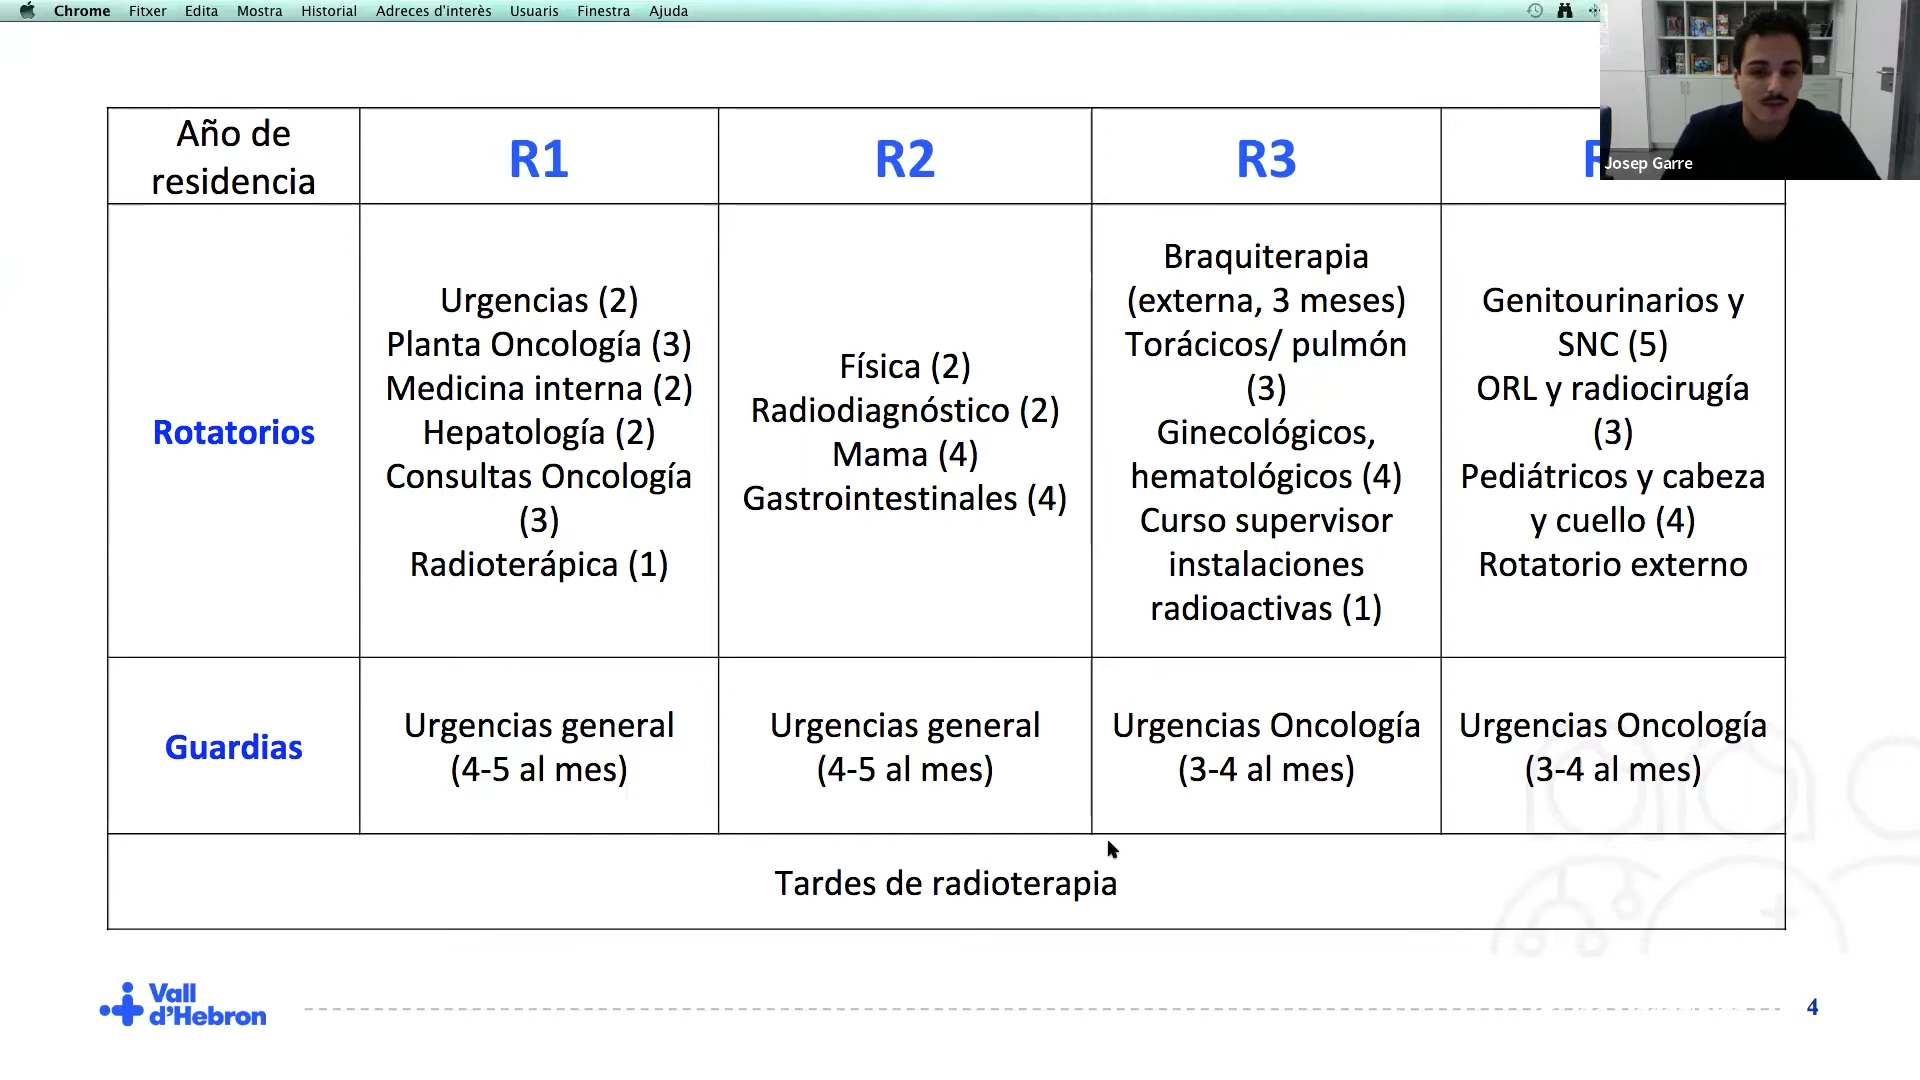 Chrome Fitxer Edita Mostra Historial Adreces d'interès Usuaris Finestra Ajuda
Josep Garre
Año de
residencia
R1
R2
R3
Rotatorios
Urgencias (2)
Planta Oncología (3)
Medicina interna (2)
Hepatología (2)
Consultas Oncología
(3)
Radioterápica (1)
Física (2)
Radiodiagnóstico (2)
Mama (4)
Gastrointestinales (4)
Braquiterapia
(externa, 3 meses)
Torácicos/ pulmón
(3)
Ginecológicos,
hematológicos (4)
Curso supervisor
instalaciones
radioactivas (1)
Genitourinarios y
SNC (5)
ORL y radiocirugía
(3)
Pediátricos y cabeza
y cuello (4)
Rotatorio externo
Guardias
Urgencias general
(4-5 al mes)
Urgencias general
(4-5 al mes)
Urgencias Oncología
(3-4 al mes)
Urgencias Oncología
(3-4 al mes)
Tardes de radioterapia
Vall
d'Hebron
4